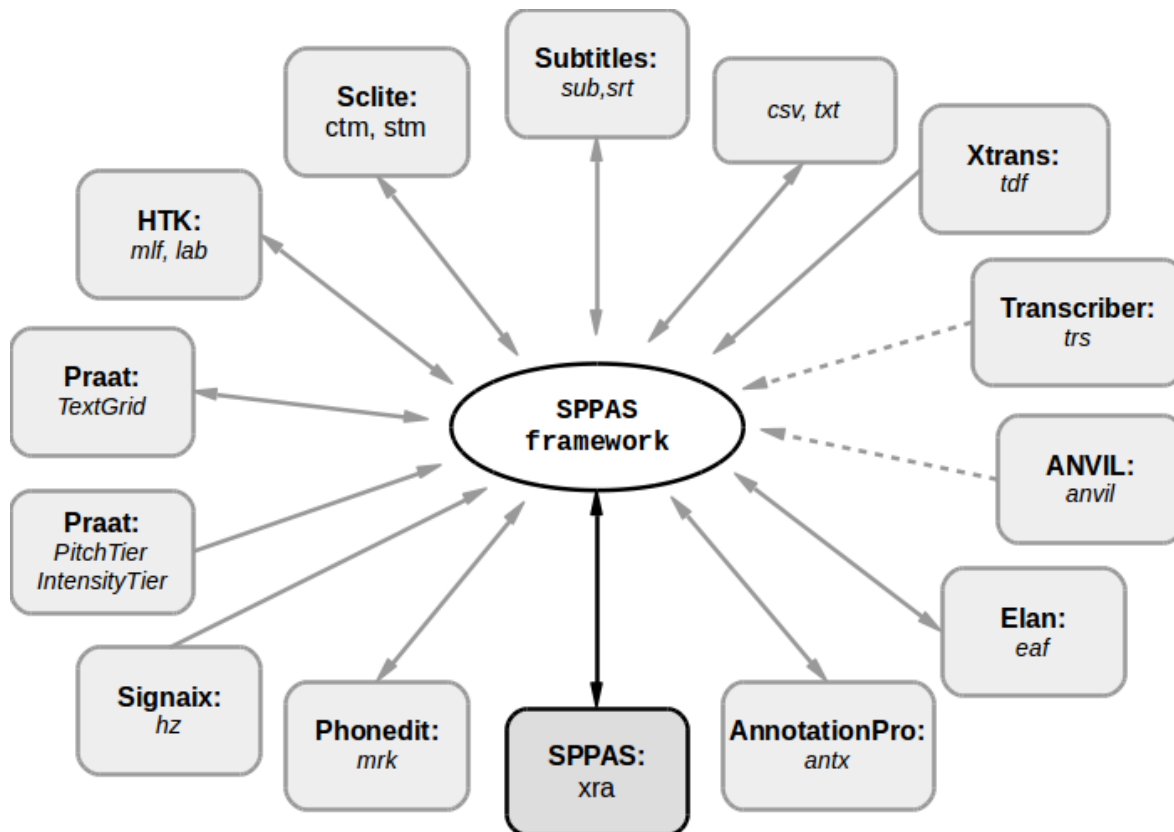 Subtitles:
sub,srt
csv, txt
Sclite:
ctm, stm
Xtrans:
tdf
HTK:
mlf, lab
Transcriber:
trs
Praat:
TextGrid
SPPAS
framework
ANVIL:
anvil
Praat:
PitchTier
IntensityTier
Elan:
eaf
Signaix:
hz
Phonedit:
mrk
SPPAS:
xra
AnnotationPro:
antx